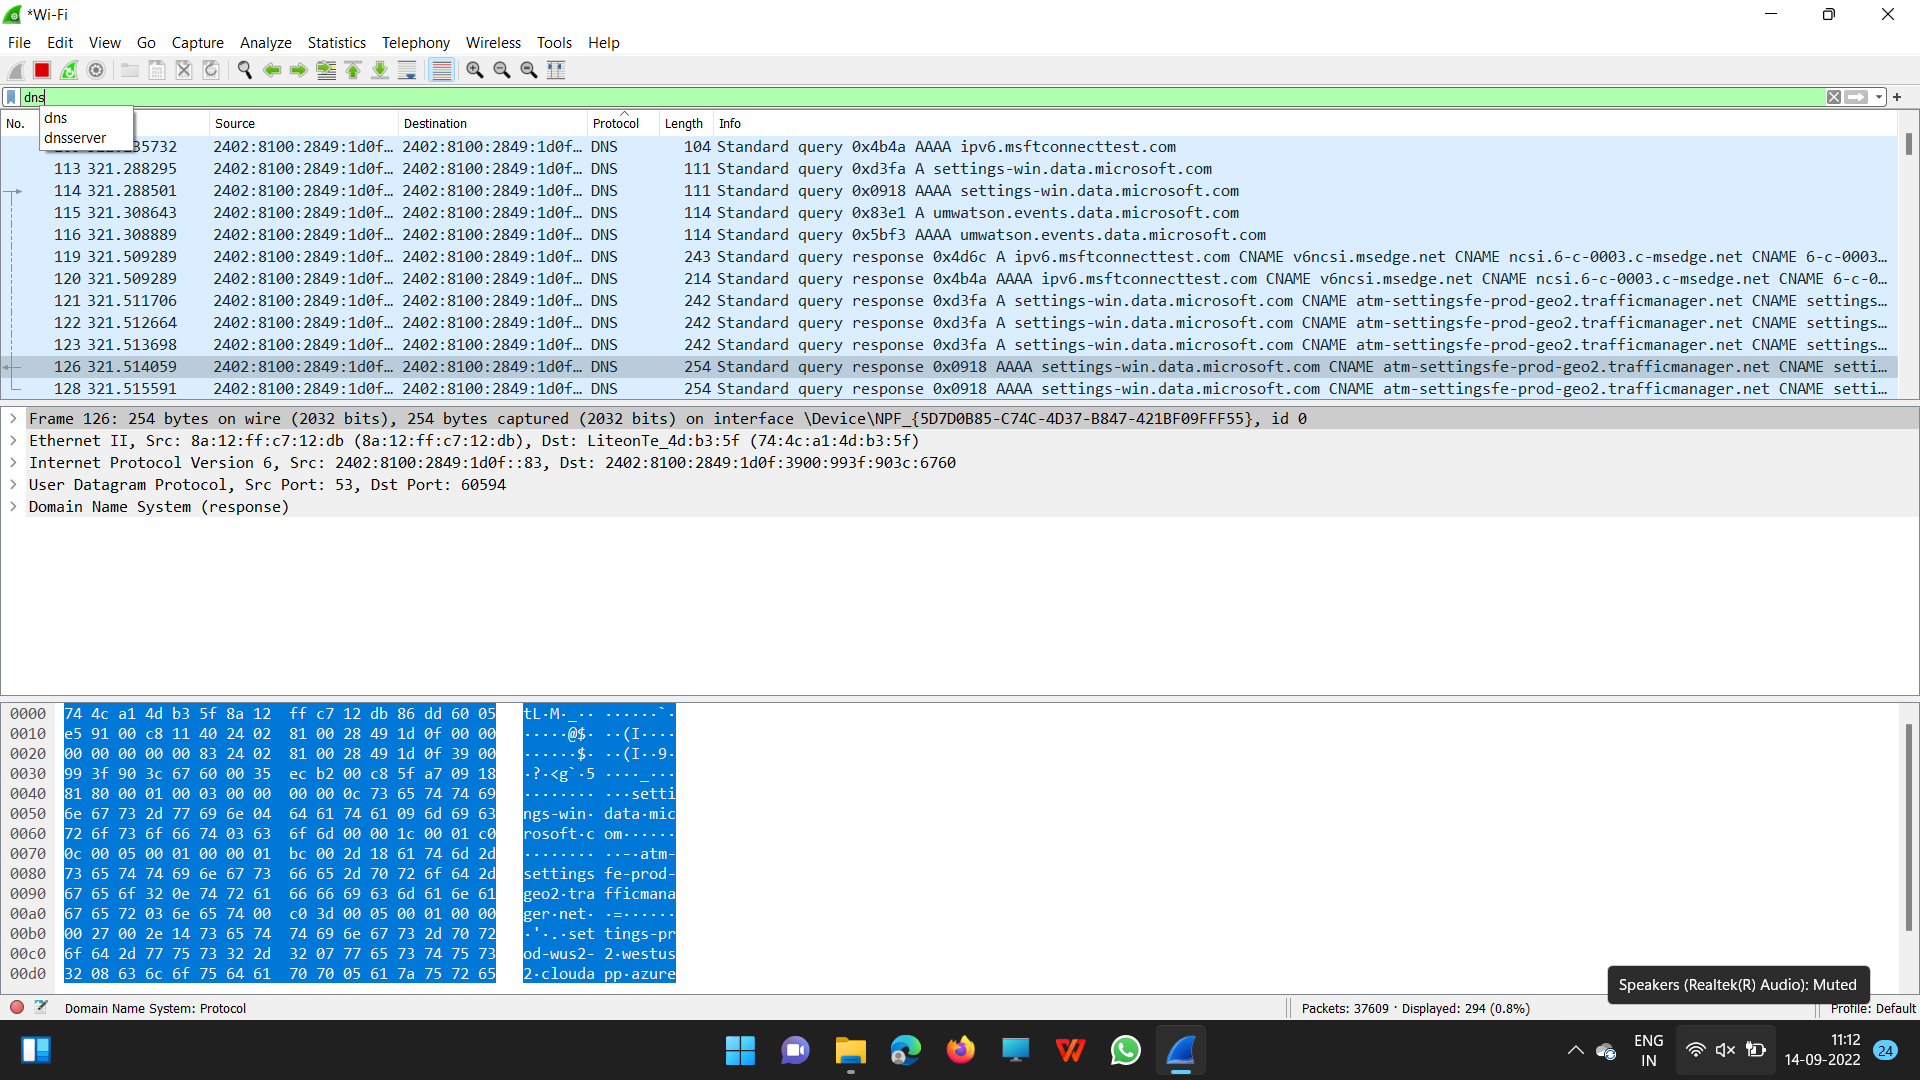 *Wi-Fi
File Edit View Go Capture Analyze Statistics Telephony Wireless Tools Help
dns
dns
dnsserver
No. Source Destination Protocol Length Info
35732 2402:8100:2849:1d0f… 2402:8100:2849:1d0f… DNS 104 Standard query 0x4b4a AAAA ipv6.msftconnecttest.com
113 321.288295 2402:8100:2849:1d0f… 2402:8100:2849:1d0f… DNS 111 Standard query 0xd3fa A settings-win.data.microsoft.com
114 321.288501 2402:8100:2849:1d0f… 2402:8100:2849:1d0f… DNS 111 Standard query 0x0918 AAAA settings-win.data.microsoft.com
115 321.308643 2402:8100:2849:1d0f… 2402:8100:2849:1d0f… DNS 114 Standard query 0x83e1 A umwatson.events.data.microsoft.com
116 321.308889 2402:8100:2849:1d0f… 2402:8100:2849:1d0f… DNS 114 Standard query 0x5bf3 AAAA umwatson.events.data.microsoft.com
119 321.509289 2402:8100:2849:1d0f… 2402:8100:2849:1d0f… DNS 243 Standard query response 0x4d6c A ipv6.msftconnecttest.com CNAME v6ncsi.msedge.net CNAME ncsi.6-c-0003.c-msedge.net CNAME 6-c-0003…
120 321.509289 2402:8100:2849:1d0f… 2402:8100:2849:1d0f… DNS 214 Standard query response 0x4b4a AAAA ipv6.msftconnecttest.com CNAME v6ncsi.msedge.net CNAME ncsi.6-c-0003.c-msedge.net CNAME 6-c-0…
121 321.511706 2402:8100:2849:1d0f… 2402:8100:2849:1d0f… DNS 242 Standard query response 0xd3fa A settings-win.data.microsoft.com CNAME atm-settingsfe-prod-geo2.trafficmanager.net CNAME settings…
122 321.512664 2402:8100:2849:1d0f… 2402:8100:2849:1d0f… DNS 242 Standard query response 0xd3fa A settings-win.data.microsoft.com CNAME atm-settingsfe-prod-geo2.trafficmanager.net CNAME settings…
123 321.513698 2402:8100:2849:1d0f… 2402:8100:2849:1d0f… DNS 242 Standard query response 0xd3fa A settings-win.data.microsoft.com CNAME atm-settingsfe-prod-geo2.trafficmanager.net CNAME settings…
126 321.514059 2402:8100:2849:1d0f… 2402:8100:2849:1d0f… DNS 254 Standard query response 0x0918 AAAA settings-win.data.microsoft.com CNAME atm-settingsfe-prod-geo2.trafficmanager.net CNAME setti…
128 321.515591 2402:8100:2849:1d0f… 2402:8100:2849:1d0f… DNS 254 Standard query response 0x0918 AAAA settings-win.data.microsoft.com CNAME atm-settingsfe-prod-geo2.trafficmanager.net CNAME setti…
Frame 126: 254 bytes on wire (2032 bits), 254 bytes captured (2032 bits) on interface \Device\NPF_{5D7D0B85-C74C-4D37-B847-421BF09FFF55}, id 0
Ethernet II, Src: 8a:12:ff:c7:12:db (8a:12:ff:c7:12:db), Dst: LiteonTe_4d:b3:5f (74:4c:a1:4d:b3:5f)
Internet Protocol Version 6, Src: 2402:8100:2849:1d0f::83, Dst: 2402:8100:2849:1d0f:3900:993f:903c:6760
User Datagram Protocol, Src Port: 53, Dst Port: 60594
Domain Name System (response)
0000 74 4c a1 4d b3 5f 8a 12 ff c7 12 db 86 dd 60 05 tL·M·_·· ······`·
0010 e5 91 00 c8 11 40 24 02 81 00 28 49 1d 0f 00 00 ·····@$· ··(I····
0020 00 00 00 00 00 83 24 02 81 00 28 49 1d 0f 39 00 ······$· ··(I··9·
0030 99 3f 90 3c 67 60 00 35 ec b2 00 c8 5f a7 09 18 ·?·<g`·5 ····_···
0040 81 80 00 01 00 03 00 00 00 00 0c 73 65 74 74 69 ········ ···setti
0050 6e 67 73 2d 77 69 6e 04 64 61 74 61 09 6d 69 63 ngs-win· data·mic
0060 72 6f 73 6f 66 74 03 63 6f 6d 00 00 1c 00 01 c0 rosoft·c om······
0070 0c 00 05 00 01 00 00 01 bc 00 2d 18 61 74 6d 2d ········ ··-·atm-
0080 73 65 74 74 69 6e 67 73 66 65 2d 70 72 6f 64 2d settings fe-prod-
0090 67 65 6f 32 0e 74 72 61 66 66 69 63 6d 61 6e 61 geo2·tra fficmana
00a0 67 65 72 03 6e 65 74 00 c0 3d 00 05 00 01 00 00 ger·net· ·=······
00b0 00 27 00 2e 14 73 65 74 74 69 6e 67 73 2d 70 72 ·'·.·set tings-pr
00c0 6f 64 2d 77 75 73 32 2d 32 07 77 65 73 74 75 73 od-wus2- 2·westus
00d0 32 08 63 6c 6f 75 64 61 70 70 05 61 7a 75 72 65 2·clouda pp·azure
Speakers (Realtek(R) Audio): Muted
Domain Name System: Protocol Packets: 37609 · Displayed: 294 (0.8%) Profile: Default
ENG
IN
11:12
14-09-2022
24